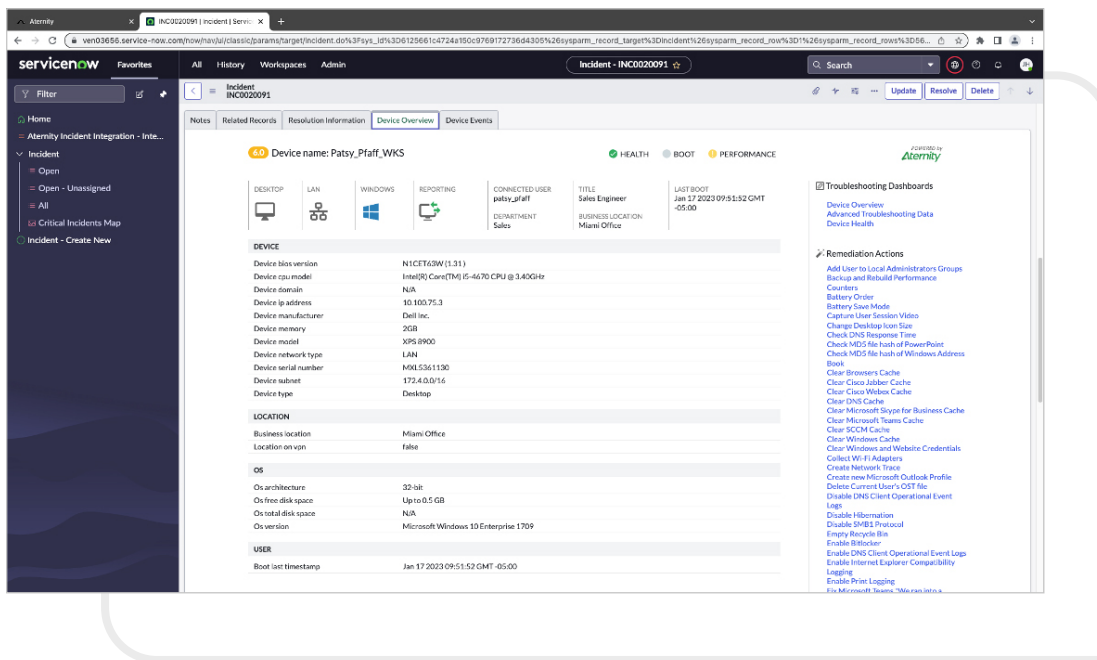 Aternity
INC0020091 | Incident | Servic
ven03656.service-now.com/now/nav/ui/classic/params/target/incident.do%3Fsys_id%3D6125661c4724a150c9769172736d4305%26sysparm_record_target%3Dincident%26sysparm_record_row%3D1%26sysparm_record_rows%3D56...
servicenow
Favorites
All
History
Workspaces
Admin
Incident - INC0020091
Search
Filter
Home
Aternity Incident Integration - Inte...
Incident
Open
Open - Unassigned
All
Critical Incidents Map
Incident - Create New
Incident
INC0020091
Update
Resolve
Delete
Notes
Related Records
Resolution Information
Device Overview
Device Events
6.0 Device name: Patsy_Pfaff_WKS
HEALTH
BOOT
PERFORMANCE
POWERED by
Aternity
DESKTOP
LAN
WINDOWS
REPORTING
CONNECTED USER
patsy_pfaff
DEPARTMENT
Sales
TITLE
Sales Engineer
BUSINESS LOCATION
Miami Office
LAST BOOT
Jan 17 2023 09:51:52 GMT
-05:00
DEVICE
Device bios version N1CET63W (1.31)
Device cpu model Intel(R) Core(TM) i5-4670 CPU @ 3.40GHz
Device domain N/A
Device ip address 10.100.75.3
Device manufacturer Dell Inc.
Device memory 2GB
Device model XPS 8900
Device network type LAN
Device serial number MXL5361130
Device subnet 172.4.0.0/16
Device type Desktop
LOCATION
Business location Miami Office
Location on vpn false
OS
Os architecture 32-bit
Os free disk space Up to 0.5 GB
Os total disk space N/A
Os version Microsoft Windows 10 Enterprise 1709
USER
Boot last timestamp Jan 17 2023 09:51:52 GMT -05:00
Troubleshooting Dashboards
Device Overview
Advanced Troubleshooting Data
Device Health
Remediation Actions
Add User to Local Administrators Groups
Backup and Rebuild Performance
Counters
Battery Order
Battery Save Mode
Capture User Session Video
Change Desktop Icon Size
Check DNS Response Time
Check MD5 file hash of PowerPoint
Check MD5 file hash of Windows Address
Book
Clear Browsers Cache
Clear Cisco Jabber Cache
Clear Cisco Webex Cache
Clear DNS Cache
Clear Microsoft Skype for Business Cache
Clear Microsoft Teams Cache
Clear SCCM Cache
Clear Windows Cache
Clear Windows and Website Credentials
Collect Wi-Fi Adapters
Create Network Trace
Create new Microsoft Outlook Profile
Delete Current User's OST file
Disable DNS Client Operational Event
Logs
Disable Hibernation
Disable SMB1 Protocol
Empty Recycle Bin
Enable Bitlocker
Enable DNS Client Operational Event Logs
Enable Internet Explorer Compatibility
Logging
Enable Print Logging
Fix Microsoft Teams "We ran into a